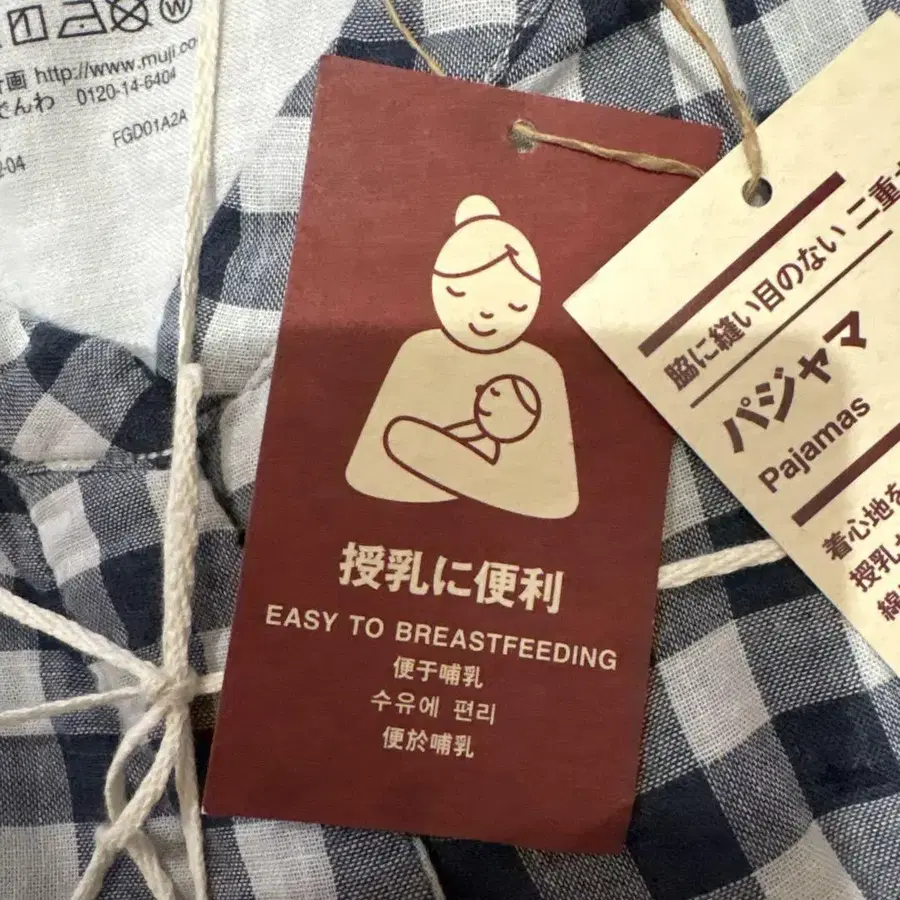 画 http://www.muji.co
でんわ 0120-14-6404
FGD01A2A
-04
授乳に便利
EASY TO BREASTFEEDING
便于哺乳
수유에 편리
便於哺乳
脇に縫い目のない 二重
パジャマ
Pajamas
着心地を
授乳
綿